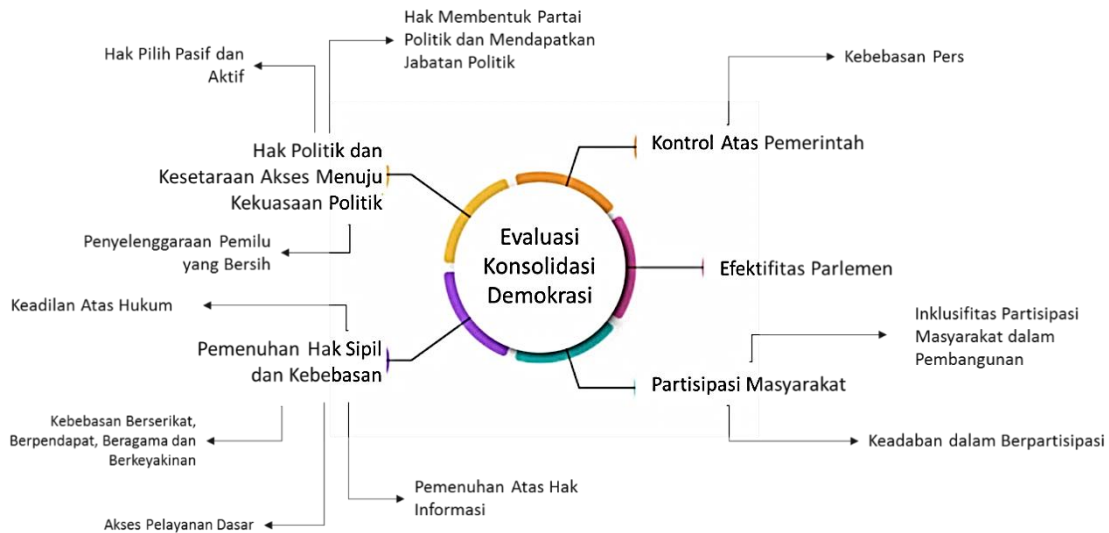 Hak Membentuk Partai
Politik dan Mendapatkan
Jabatan Politik
Hak Pilih Pasif dan
Aktif
Kebebasan Pers
Kontrol Atas Pemerintah
Hak Politik dan
Kesetaraan Akses Menuju
Kekuasaan Politik
Penyelenggaraan Pemilu
yang Bersih
Evaluasi
Konsolidasi
Demokrasi
Efektifitas Parlemen
Keadilan Atas Hukum
Inklusifitas Partisipasi
Masyarakat dalam
Pembangunan
Pemenuhan Hak Sipil
dan Kebebasan
Partisipasi Masyarakat
Kebebasan Berserikat,
Berpendapat, Beragama dan
Berkeyakinan
Keadaban dalam Berpartisipasi
Pemenuhan Atas Hak
Informasi
Akses Pelayanan Dasar